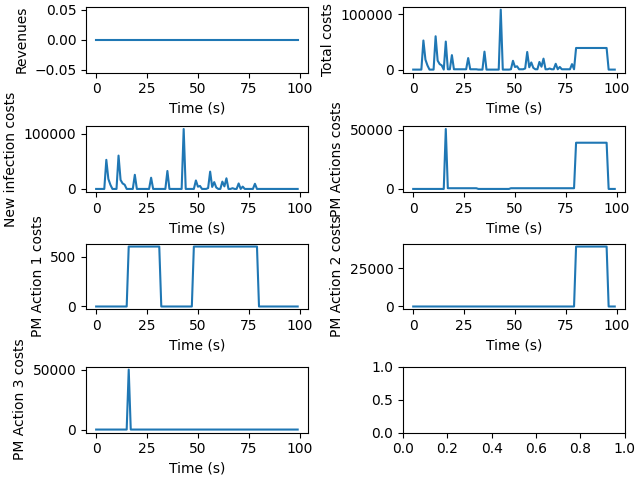 Revenues
0.05
0.00
−0.05
0 25 50 75 100
Time (s)
Total costs
100000
0
0 25 50 75 100
Time (s)
New infection costs
100000
0
0 25 50 75 100
Time (s)
PM Actions costs
50000
0
0 25 50 75 100
Time (s)
PM Action 1 costs
500
0
0 25 50 75 100
Time (s)
PM Action 2 costs
25000
0
0 25 50 75 100
Time (s)
PM Action 3 costs
50000
0
0 25 50 75 100
Time (s)
1.0
0.5
0.0
0.0 0.2 0.4 0.6 0.8 1.0